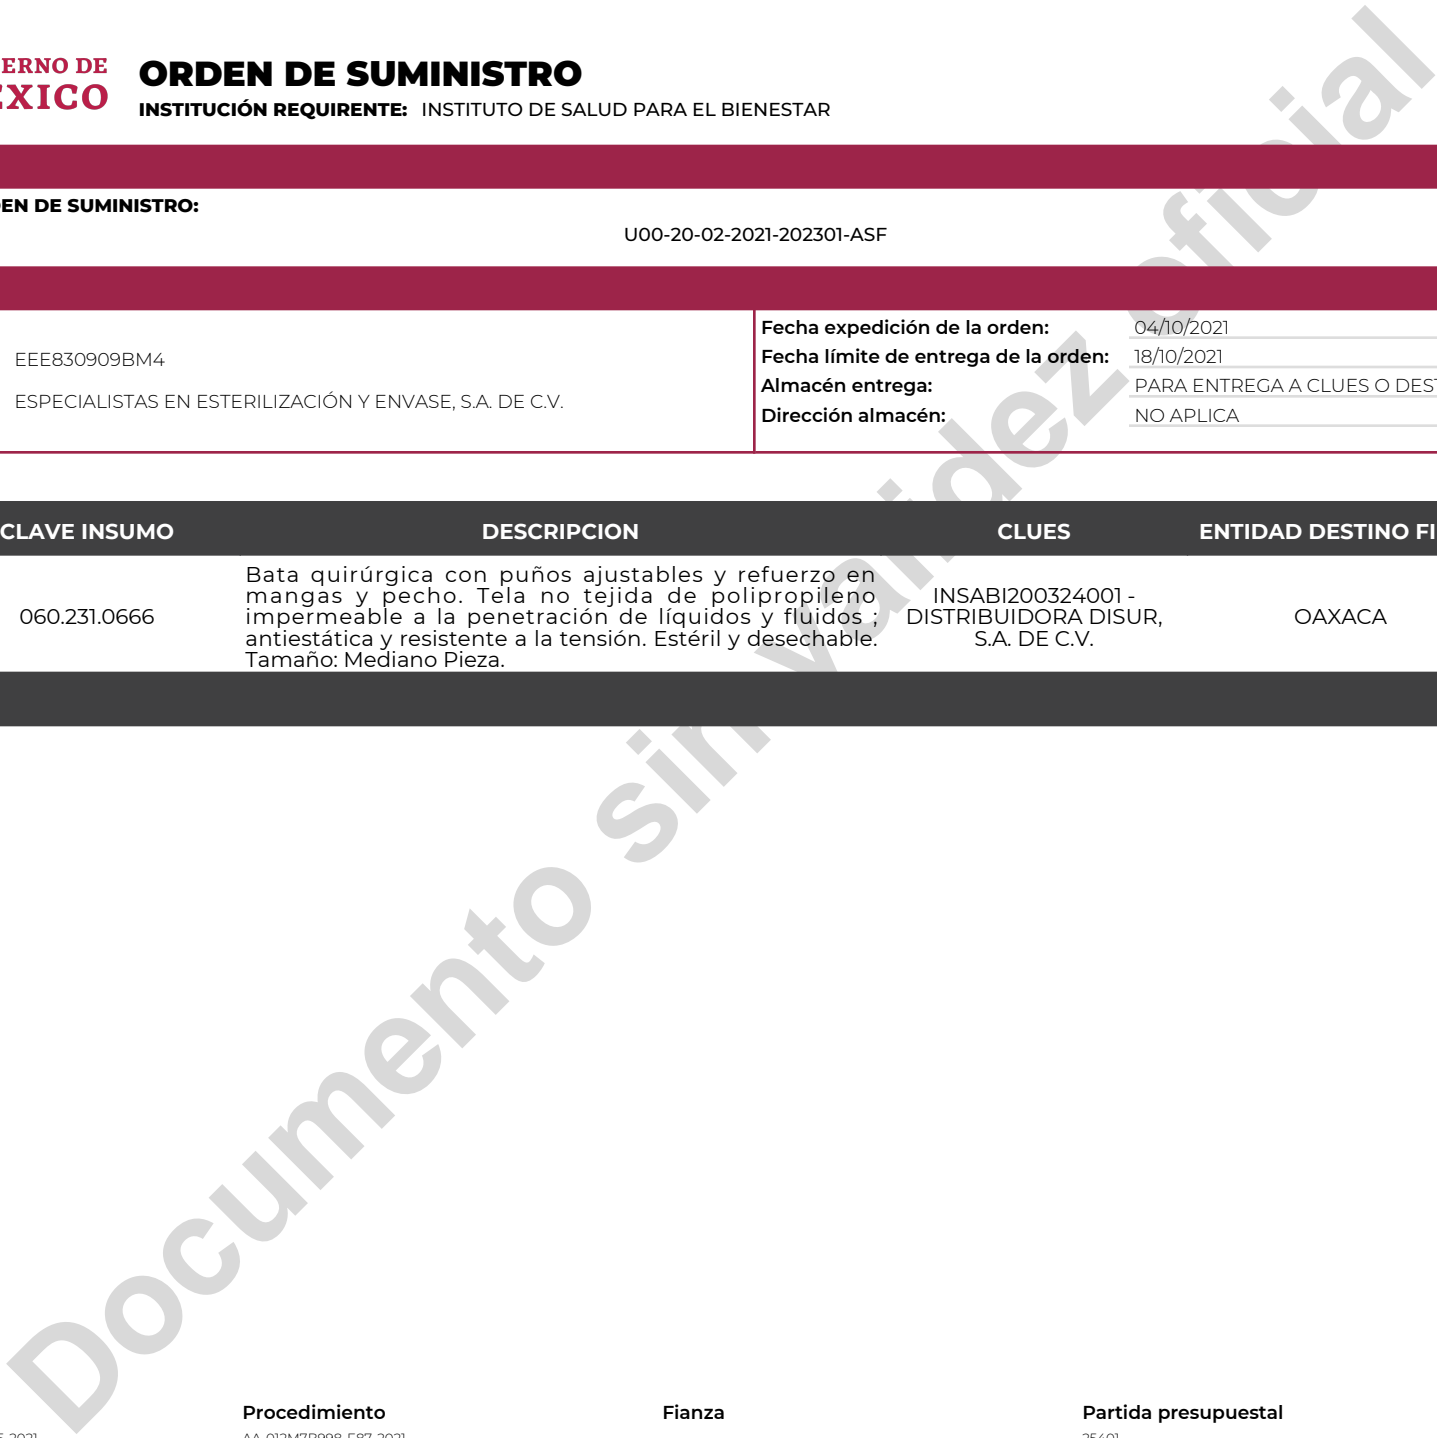 ERNO DE
ÉXICO
ORDEN DE SUMINISTRO
INSTITUCIÓN REQUIRENTE: INSTITUTO DE SALUD PARA EL BIENESTAR
EN DE SUMINISTRO:
U00-20-02-2021-202301-ASF
EEE830909BM4
ESPECIALISTAS EN ESTERILIZACIÓN Y ENVASE, S.A. DE C.V.
Fecha expedición de la orden: 04/10/2021
Fecha límite de entrega de la orden: 18/10/2021
Almacén entrega: PARA ENTREGA A CLUES O DEST
Dirección almacén: NO APLICA
CLAVE INSUMO DESCRIPCION CLUES ENTIDAD DESTINO FI
060.231.0666
Bata quirúrgica con puños ajustables y refuerzo en
mangas y pecho. Tela no tejida de polipropileno
impermeable a la penetración de líquidos y fluidos ;
antiestática y resistente a la tensión. Estéril y desechable.
Tamaño: Mediano Pieza.
INSABI200324001 -
DISTRIBUIDORA DISUR,
S.A. DE C.V.
OAXACA
Documento sin validez oficial
Procedimiento Fianza Partida presupuestal